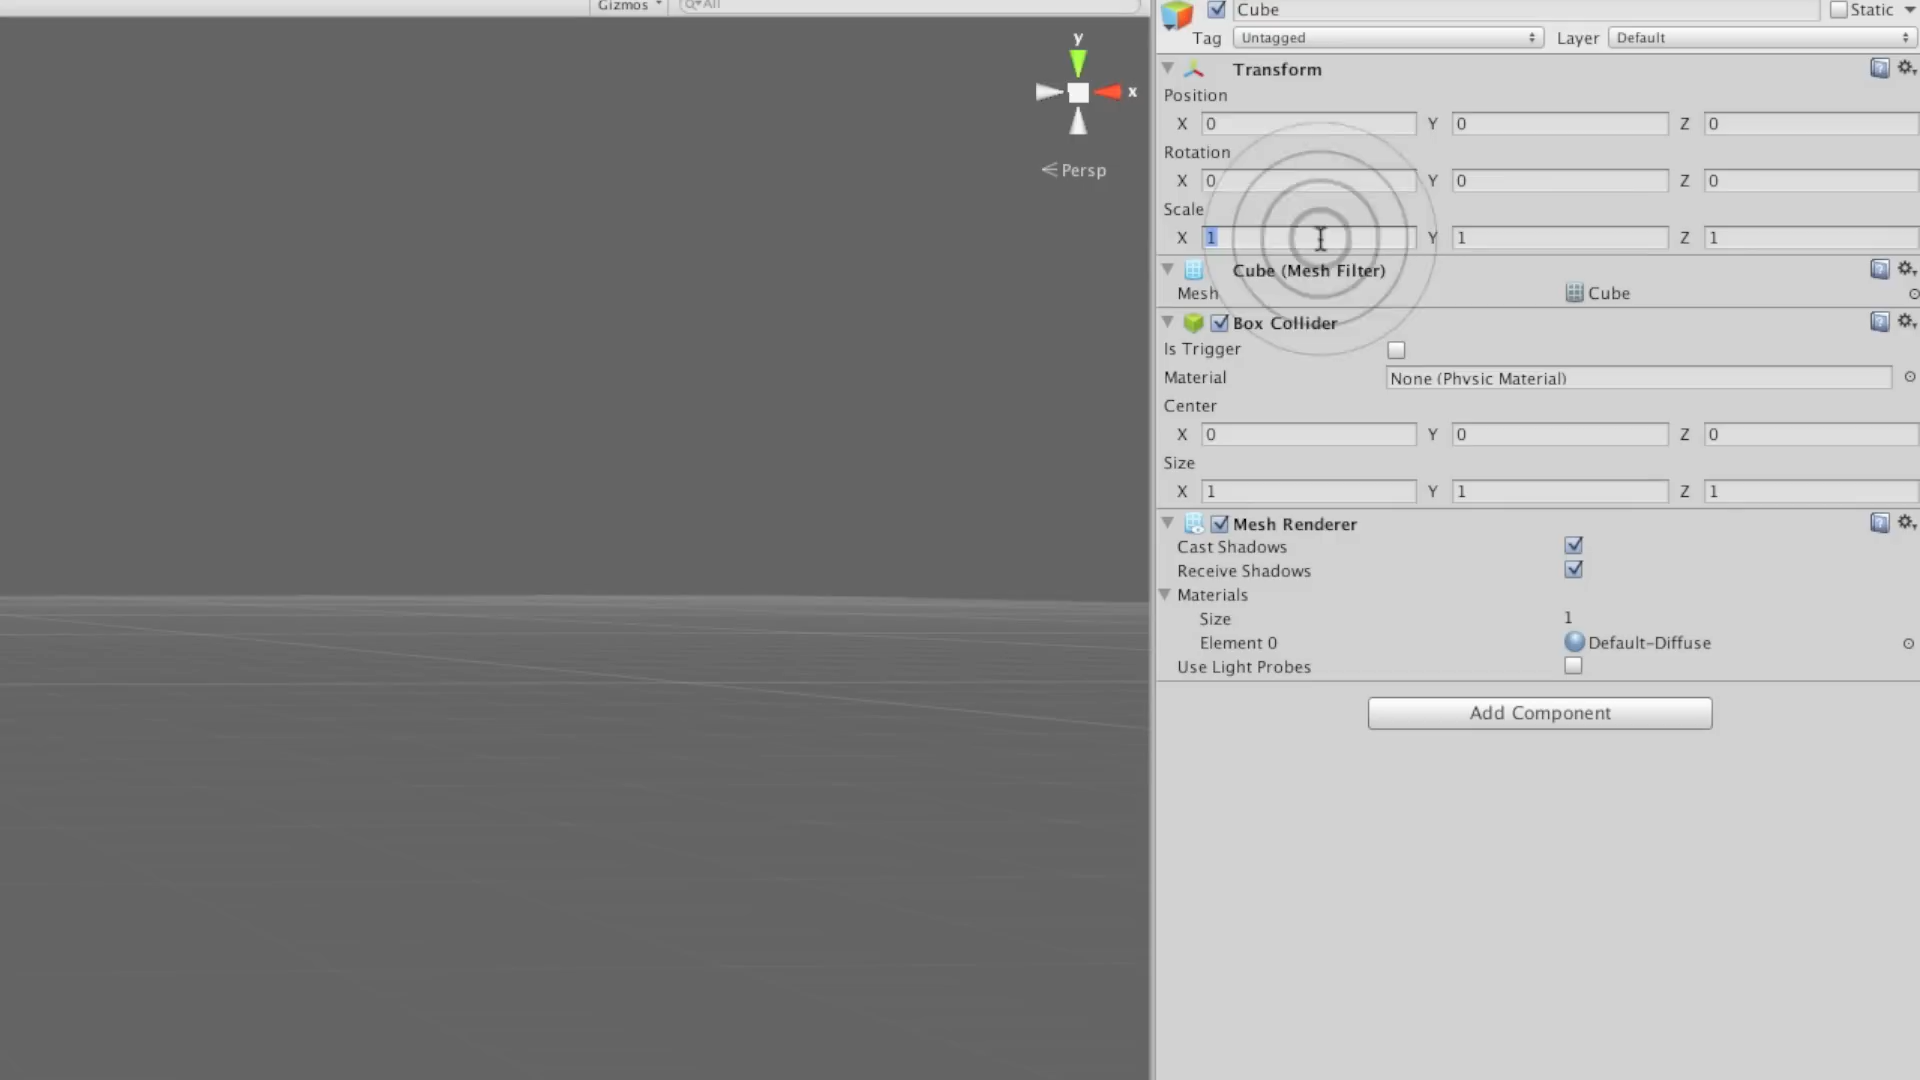 Gizmos All
Cube Static
Tag Untagged Layer Default
y
x
Persp
Transform
Position
X 0 Y 0 Z 0
Rotation
X 0 Y 0 Z 0
Scale
X 1 Y 1 Z 1
Cube (Mesh Filter)
Mesh Cube
Box Collider
Is Trigger
Material None (Physic Material)
Center
X 0 Y 0 Z 0
Size
X 1 Y 1 Z 1
Mesh Renderer
Cast Shadows
Receive Shadows
Materials
Size 1
Element 0 Default-Diffuse
Use Light Probes
Add Component